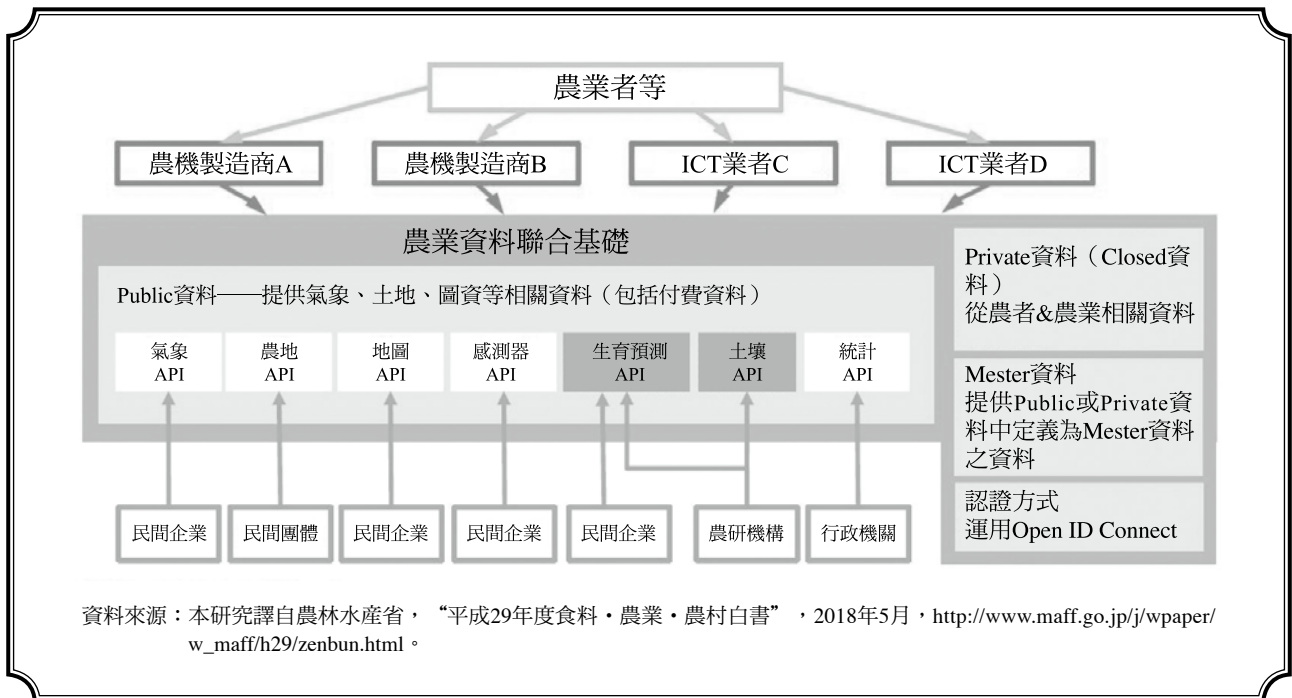 農業者等
農機製造商A
農機製造商B
ICT業者C
ICT業者D
農業資料聯合基礎
Public資料——提供氣象、土地、圖資等相關資料（包括付費資料）
氣象
API
農地
API
地圖
API
感測器
API
生育預測
API
土壤
API
統計
API
民間企業
民間團體
民間企業
民間企業
民間企業
農研機構
行政機關
Private資料（Closed資
料）
從農者&農業相關資料
Mester資料
提供Public或Private資
料中定義為Mester資料
之資料
認證方式
運用Open ID Connect
資料來源：本研究譯自農林水産省，“平成29年度食料・農業・農村白書”，2018年5月，http://www.maff.go.jp/j/wpaper/
w_maff/h29/zenbun.html。